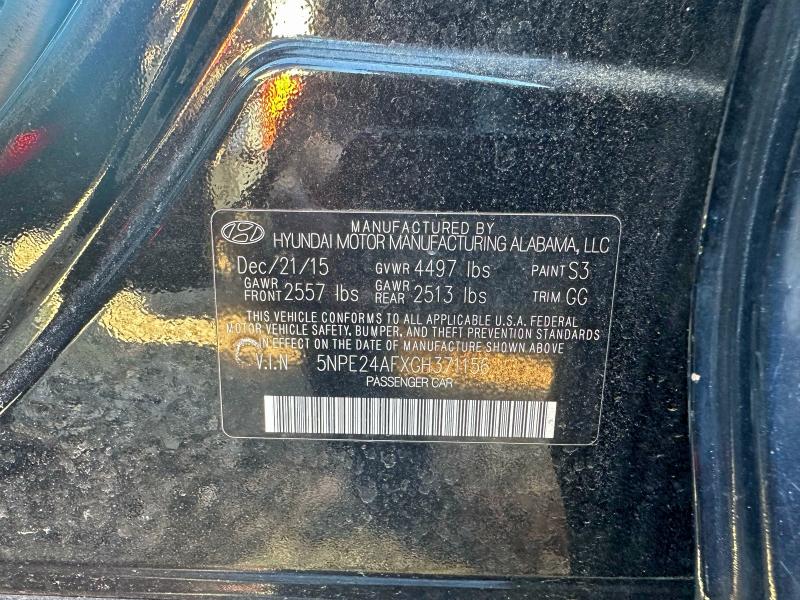 MANUFACTURED BY
HYUNDAI MOTOR MANUFACTURING ALABAMA, LLC
Dec/21/15 GVWR 4497 lbs PAINT S3
GAWR FRONT 2557 lbs GAWR REAR 2513 lbs TRIM GG
THIS VEHICLE CONFORMS TO ALL APPLICABLE U.S.A. FEDERAL
MOTOR VEHICLE SAFETY, BUMPER, AND THEFT PREVENTION STANDARDS
IN EFFECT ON THE DATE OF MANUFACTURE SHOWN ABOVE
V.I.N 5NPE24AFXGH371156
PASSENGER CAR